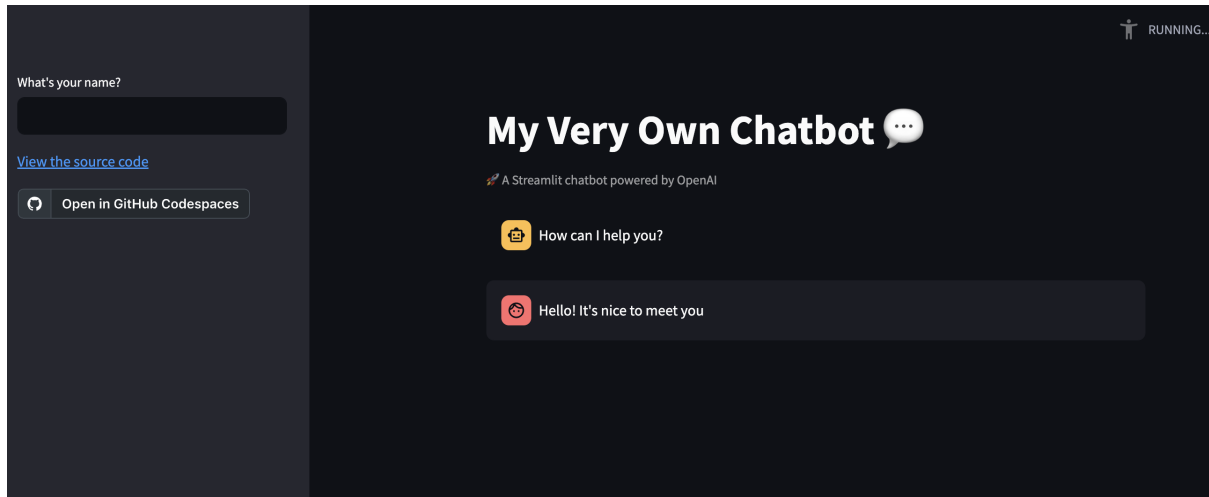 What's your name?
View the source code
Open in GitHub Codespaces
RUNNING...
My Very Own Chatbot 💬
🚀 A Streamlit chatbot powered by OpenAI
How can I help you?
Hello! It's nice to meet you